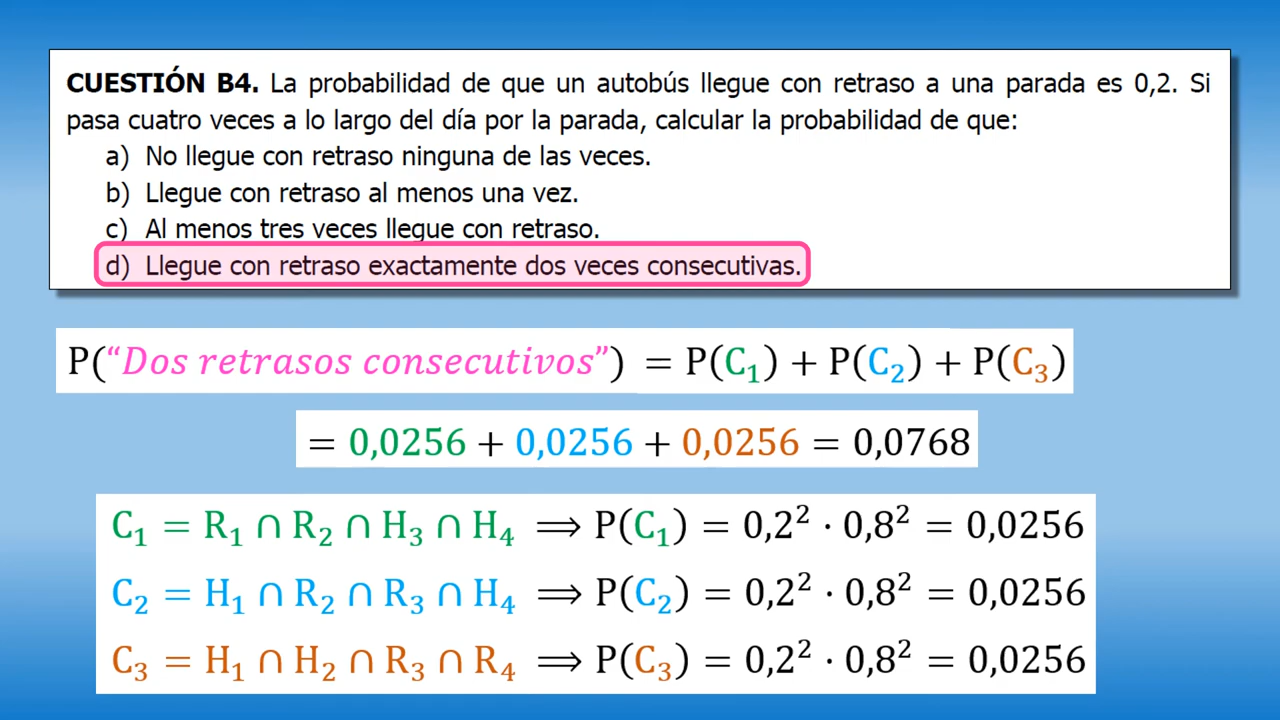 CUESTIÓN B4. La probabilidad de que un autobús llegue con retraso a una parada es 0,2. Si
pasa cuatro veces a lo largo del día por la parada, calcular la probabilidad de que:
a) No llegue con retraso ninguna de las veces.
b) Llegue con retraso al menos una vez.
c) Al menos tres veces llegue con retraso.
d) Llegue con retraso exactamente dos veces consecutivas.
P(“Dos retrasos consecutivos”) = P(C₁) + P(C₂) + P(C₃)
= 0,0256 + 0,0256 + 0,0256 = 0,0768
C₁ = R₁ ∩ R₂ ∩ H₃ ∩ H₄ ⟹ P(C₁) = 0,2² · 0,8² = 0,0256
C₂ = H₁ ∩ R₂ ∩ R₃ ∩ H₄ ⟹ P(C₂) = 0,2² · 0,8² = 0,0256
C₃ = H₁ ∩ H₂ ∩ R₃ ∩ R₄ ⟹ P(C₃) = 0,2² · 0,8² = 0,0256